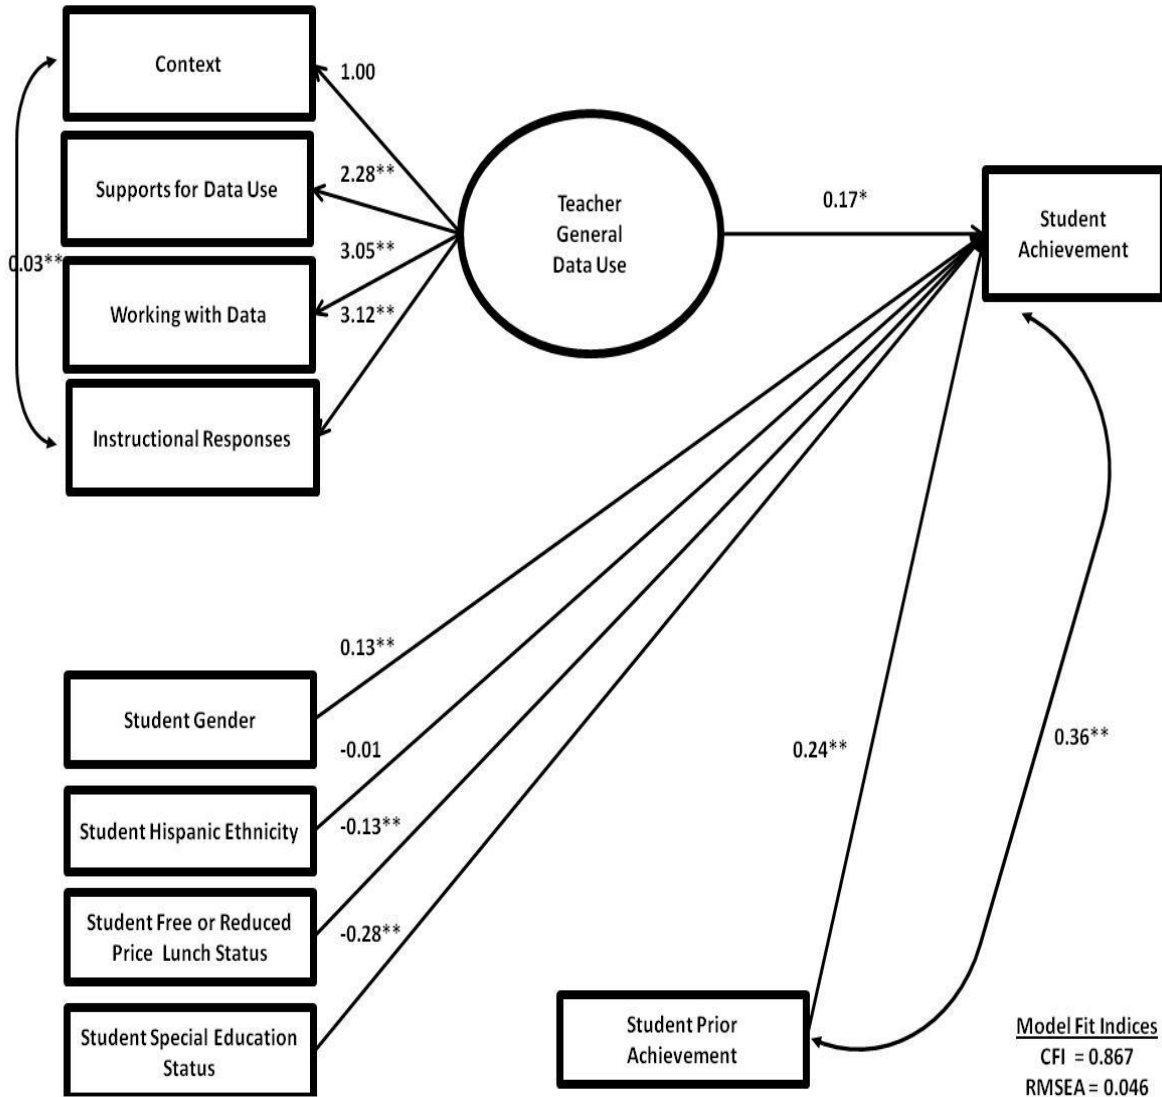 Context
1.00
Supports for Data Use
2.28**
Teacher
General
Data Use
0.17*
Student
Achievement
0.03**
3.05**
Working with Data
3.12**
Instructional Responses
0.13**
Student Gender
-0.01
Student Hispanic Ethnicity
-0.13**
Student Free or Reduced
Price Lunch Status
-0.28**
Student Special Education
Status
0.24**
0.36**
Student Prior
Achievement
Model Fit Indices
CFI = 0.867
RMSEA = 0.046